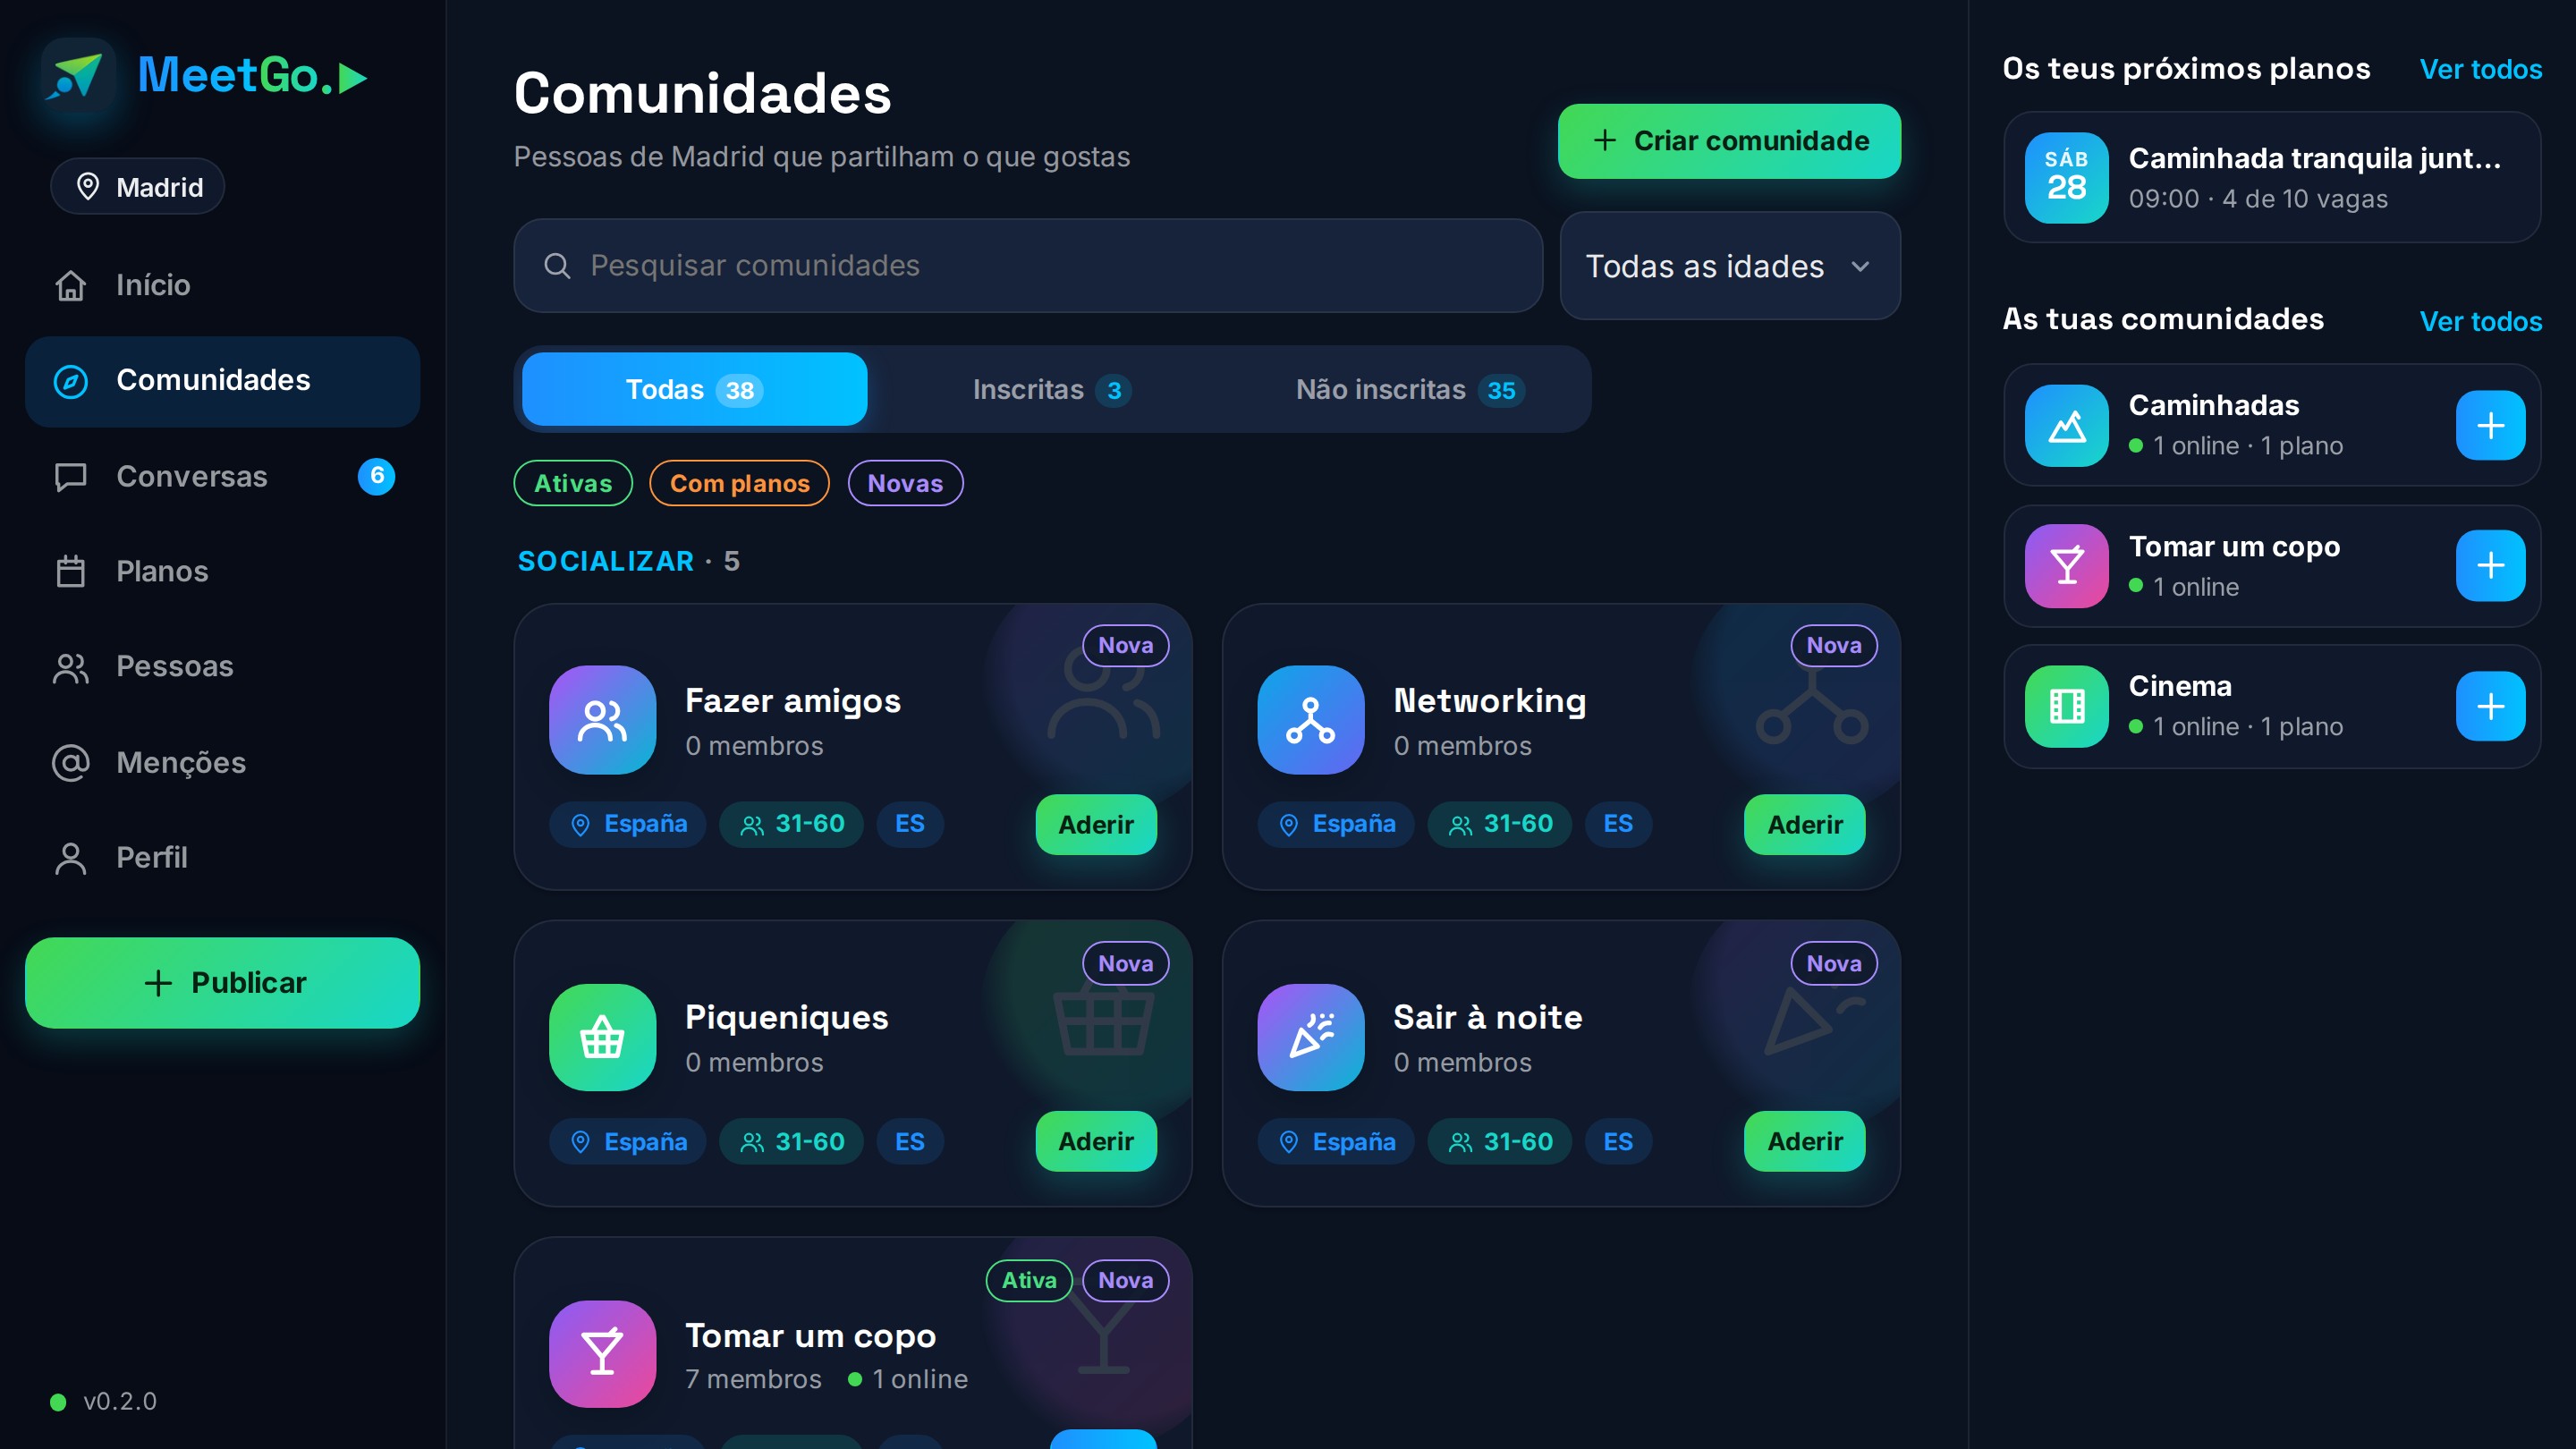 MeetGo.
Madrid
Início
Comunidades
Conversas 6
Planos
Pessoas
Menções
Perfil
Publicar
v0.2.0
Comunidades
Pessoas de Madrid que partilham o que gostas
Criar comunidade
Pesquisar comunidades
Todas as idades
Todas 38 Inscritas 3 Não inscritas 35
Ativas Com planos Novas
SOCIALIZAR · 5
Nova
Fazer amigos
0 membros
España 31-60 ES Aderir
Nova
Networking
0 membros
España 31-60 ES Aderir
Nova
Piqueniques
0 membros
España 31-60 ES Aderir
Nova
Sair à noite
0 membros
España 31-60 ES Aderir
Ativa Nova
Tomar um copo
7 membros 1 online
Os teus próximos planos Ver todos
SÁB
28
Caminhada tranquila junt...
09:00 · 4 de 10 vagas
As tuas comunidades Ver todos
Caminhadas
1 online · 1 plano
Tomar um copo
1 online
Cinema
1 online · 1 plano